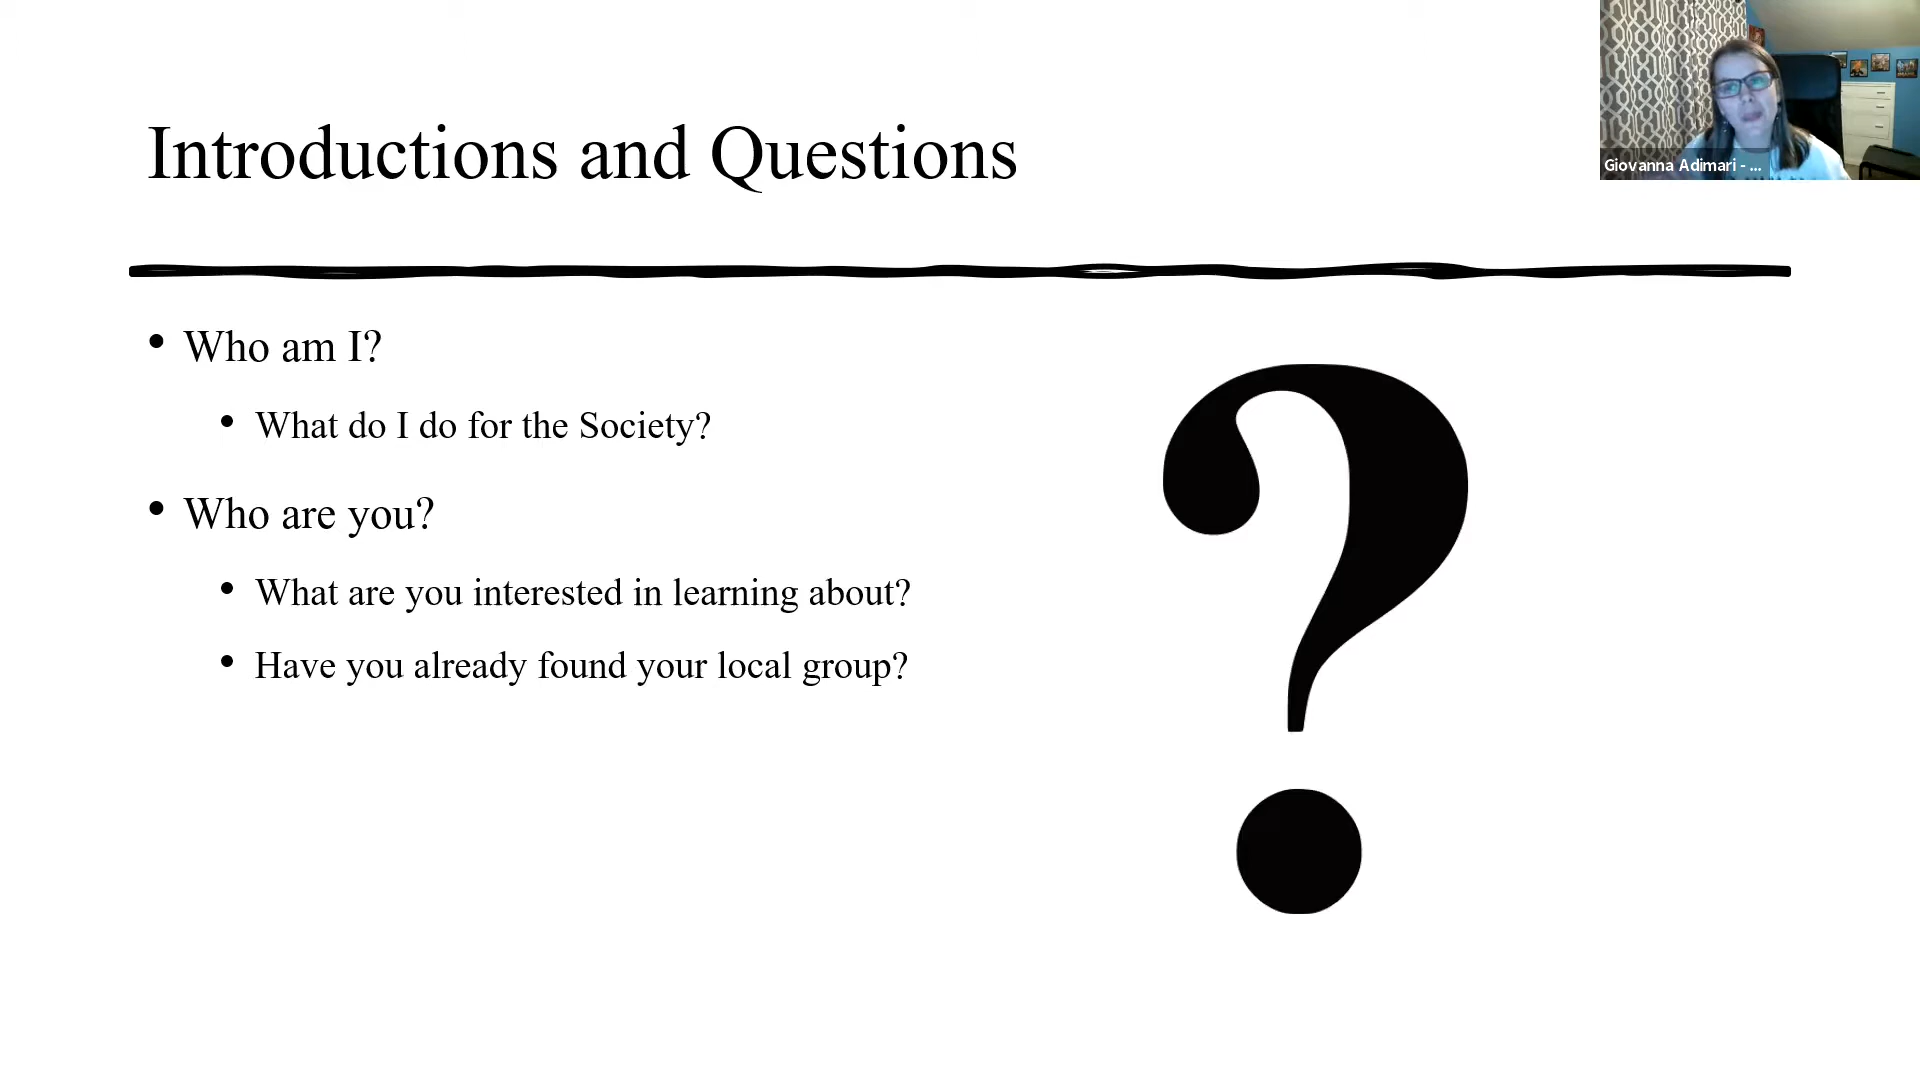 Introductions and Questions
Giovanna Adimari - ...
• Who am I?
• What do I do for the Society?
• Who are you?
• What are you interested in learning about?
• Have you already found your local group?
?